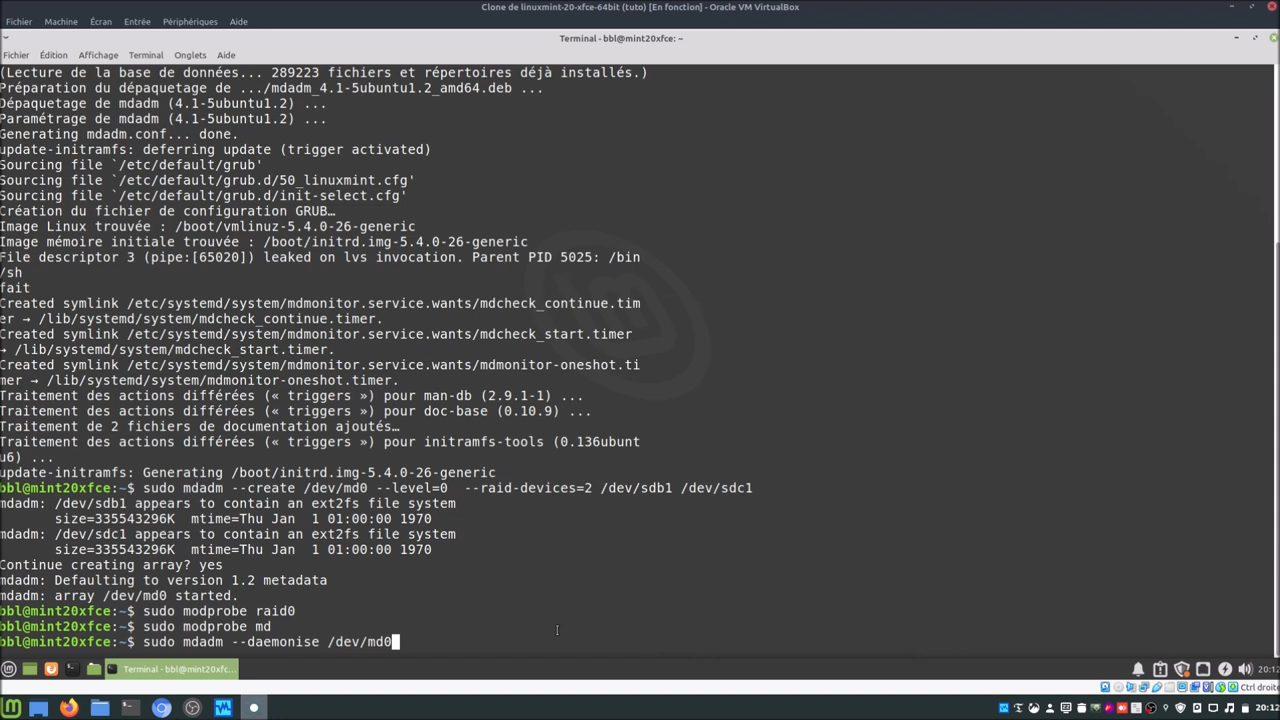 Clone de linuxmint-20-xfce-64bit (tuto) [En fonction] - Oracle VM VirtualBox
Fichier Machine Écran Entrée Périphériques Aide
Terminal - bbl@mint20xfce: ~
Fichier Édition Affichage Terminal Onglets Aide
(Lecture de la base de données... 289223 fichiers et répertoires déjà installés.)
Préparation du dépaquetage de .../mdadm_4.1-5ubuntu1.2_amd64.deb ...
Dépaquetage de mdadm (4.1-5ubuntu1.2) ...
Paramétrage de mdadm (4.1-5ubuntu1.2) ...
Generating mdadm.conf... done.
update-initramfs: deferring update (trigger activated)
Sourcing file `/etc/default/grub'
Sourcing file `/etc/default/grub.d/50_linuxmint.cfg'
Sourcing file `/etc/default/grub.d/init-select.cfg'
Création du fichier de configuration GRUB…
Image Linux trouvée : /boot/vmlinuz-5.4.0-26-generic
Image mémoire initiale trouvée : /boot/initrd.img-5.4.0-26-generic
File descriptor 3 (pipe:[65020]) leaked on lvs invocation. Parent PID 5025: /bin
/sh
fait
Created symlink /etc/systemd/system/mdmonitor.service.wants/mdcheck_continue.tim
er → /lib/systemd/system/mdcheck_continue.timer.
Created symlink /etc/systemd/system/mdmonitor.service.wants/mdcheck_start.timer
→ /lib/systemd/system/mdcheck_start.timer.
Created symlink /etc/systemd/system/mdmonitor.service.wants/mdmonitor-oneshot.ti
mer → /lib/systemd/system/mdmonitor-oneshot.timer.
Traitement des actions différées (« triggers ») pour man-db (2.9.1-1) ...
Traitement des actions différées (« triggers ») pour doc-base (0.10.9) ...
Traitement de 2 fichiers de documentation ajoutés…
Traitement des actions différées (« triggers ») pour initramfs-tools (0.136ubunt
u6) ...
update-initramfs: Generating /boot/initrd.img-5.4.0-26-generic
bbl@mint20xfce:~$ sudo mdadm --create /dev/md0 --level=0  --raid-devices=2 /dev/sdb1 /dev/sdc1
mdadm: /dev/sdb1 appears to contain an ext2fs file system
size=335543296K  mtime=Thu Jan  1 01:00:00 1970
mdadm: /dev/sdc1 appears to contain an ext2fs file system
size=335543296K  mtime=Thu Jan  1 01:00:00 1970
Continue creating array? yes
mdadm: Defaulting to version 1.2 metadata
mdadm: array /dev/md0 started.
bbl@mint20xfce:~$ sudo modprobe raid0
bbl@mint20xfce:~$ sudo modprobe md
bbl@mint20xfce:~$ sudo mdadm --daemonise /dev/md0
Terminal - bbl@mint20xfc... 20:12
Ctrl droite
20:12